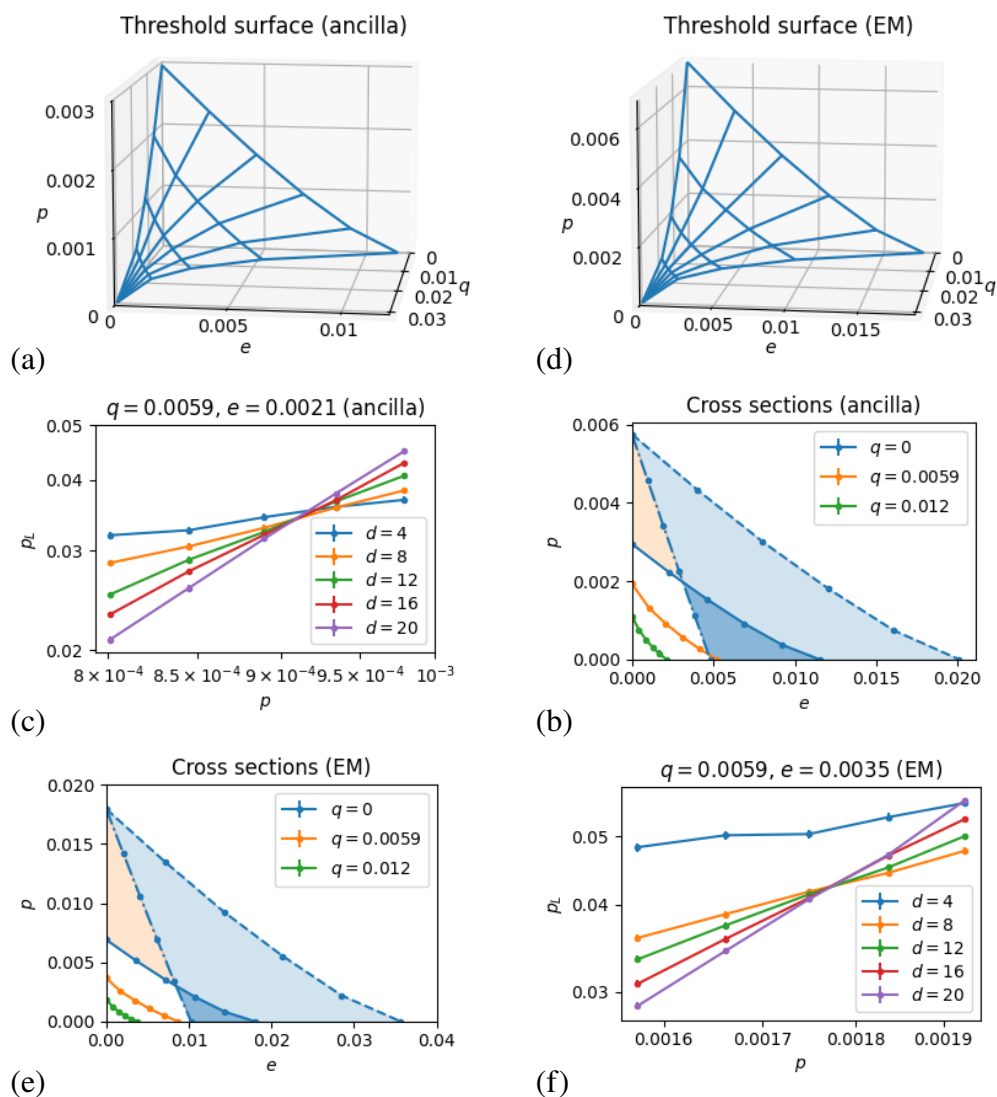 Threshold surface (ancilla)
0.003
0.002
p
0.001
0
0
0.005
0.01
e
0
0.01
q
0.02
0.03
(a)
Threshold surface (EM)
0.006
0.004
p
0.002
0
0
0.005
0.01
0.015
e
0
0.01
q
0.02
0.03
(d)
q = 0.0059, e = 0.0021 (ancilla)
0.05
0.04
p_L
0.03
0.02
d = 4
d = 8
d = 12
d = 16
d = 20
8 × 10⁻⁴
8.5 × 10⁻⁴
9 × 10⁻⁴
9.5 × 10⁻⁴
10⁻³
p
(c)
Cross sections (ancilla)
0.006
0.004
p
0.002
0.000
q = 0
q = 0.0059
q = 0.012
0.000
0.005
0.010
0.015
0.020
e
(b)
Cross sections (EM)
0.020
0.015
p
0.010
0.005
0.000
q = 0
q = 0.0059
q = 0.012
0.00
0.01
0.02
0.03
0.04
e
(e)
q = 0.0059, e = 0.0035 (EM)
0.05
0.04
p_L
0.03
d = 4
d = 8
d = 12
d = 16
d = 20
0.0016
0.0017
0.0018
0.0019
p
(f)